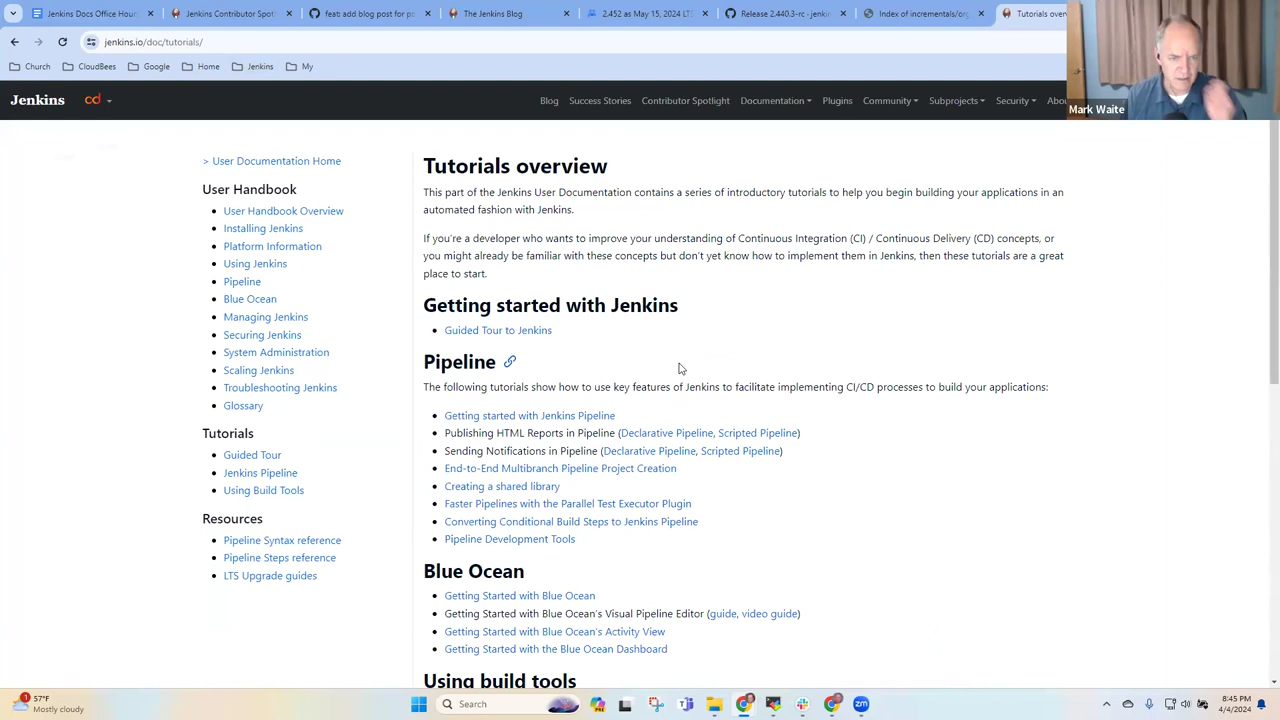 Jenkins Docs Office Hou
Jenkins Contributor Spot
feat: add blog post for po
The Jenkins Blog
2.452 as May 15, 2024 LTS
Release 2.440.3-rc · jenki
Index of incrementals/org
Tutorials ove
jenkins.io/doc/tutorials/
Church
CloudBees
Google
Home
Jenkins
My
Mark Waite
Jenkins
cd
Blog
Success Stories
Contributor Spotlight
Documentation
Plugins
Community
Subprojects
Security
Abou
> User Documentation Home
User Handbook
User Handbook Overview
Installing Jenkins
Platform Information
Using Jenkins
Pipeline
Blue Ocean
Managing Jenkins
Securing Jenkins
System Administration
Scaling Jenkins
Troubleshooting Jenkins
Glossary
Tutorials
Guided Tour
Jenkins Pipeline
Using Build Tools
Resources
Pipeline Syntax reference
Pipeline Steps reference
LTS Upgrade guides
Tutorials overview
This part of the Jenkins User Documentation contains a series of introductory tutorials to help you begin building your applications in an
automated fashion with Jenkins.
If you're a developer who wants to improve your understanding of Continuous Integration (CI) / Continuous Delivery (CD) concepts, or
you might already be familiar with these concepts but don't yet know how to implement them in Jenkins, then these tutorials are a great
place to start.
Getting started with Jenkins
Guided Tour to Jenkins
Pipeline
The following tutorials show how to use key features of Jenkins to facilitate implementing CI/CD processes to build your applications:
Getting started with Jenkins Pipeline
Publishing HTML Reports in Pipeline (Declarative Pipeline, Scripted Pipeline)
Sending Notifications in Pipeline (Declarative Pipeline, Scripted Pipeline)
End-to-End Multibranch Pipeline Project Creation
Creating a shared library
Faster Pipelines with the Parallel Test Executor Plugin
Converting Conditional Build Steps to Jenkins Pipeline
Pipeline Development Tools
Blue Ocean
Getting Started with Blue Ocean
Getting Started with Blue Ocean's Visual Pipeline Editor (guide, video guide)
Getting Started with Blue Ocean's Activity View
Getting Started with the Blue Ocean Dashboard
Using build tools
1
57°F
Mostly cloudy
Search
PRE
zm
8:45 PM
4/4/2024